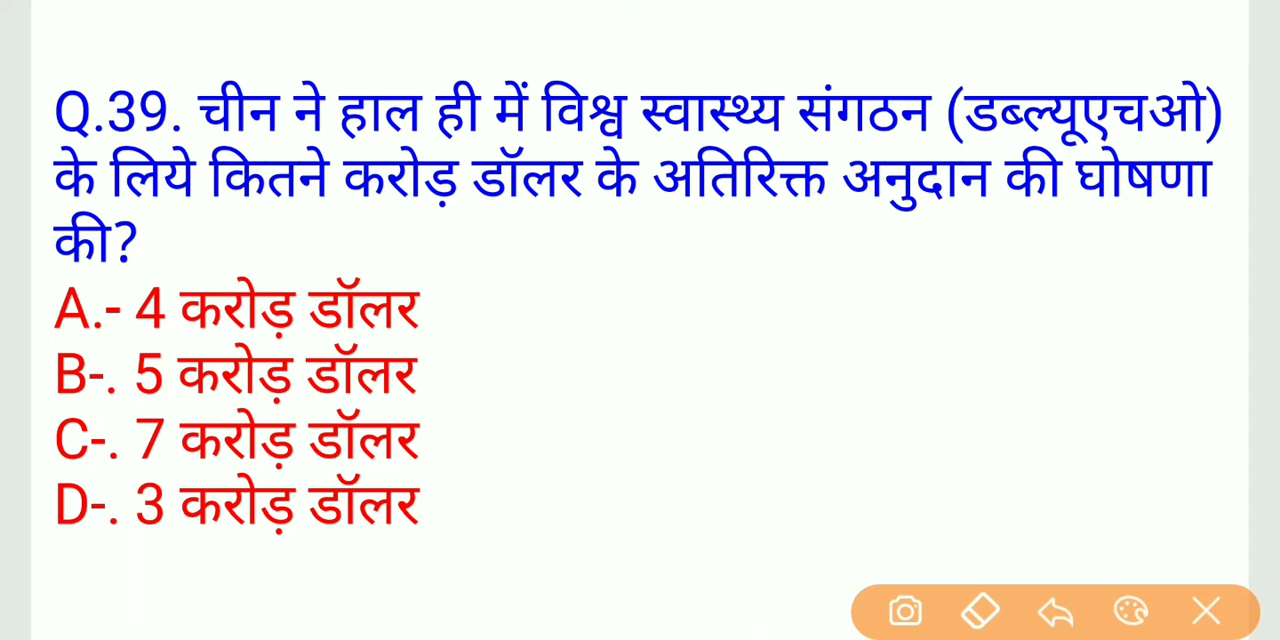 Q.39. चीन ने हाल ही में विश्व स्वास्थ्य संगठन (डब्ल्यूएचओ)
के लिये कितने करोड़ डॉलर के अतिरिक्त अनुदान की घोषणा
की?
A.- 4 करोड़ डॉलर
B-. 5 करोड़ डॉलर
C-. 7 करोड़ डॉलर
D-. 3 करोड़ डॉलर